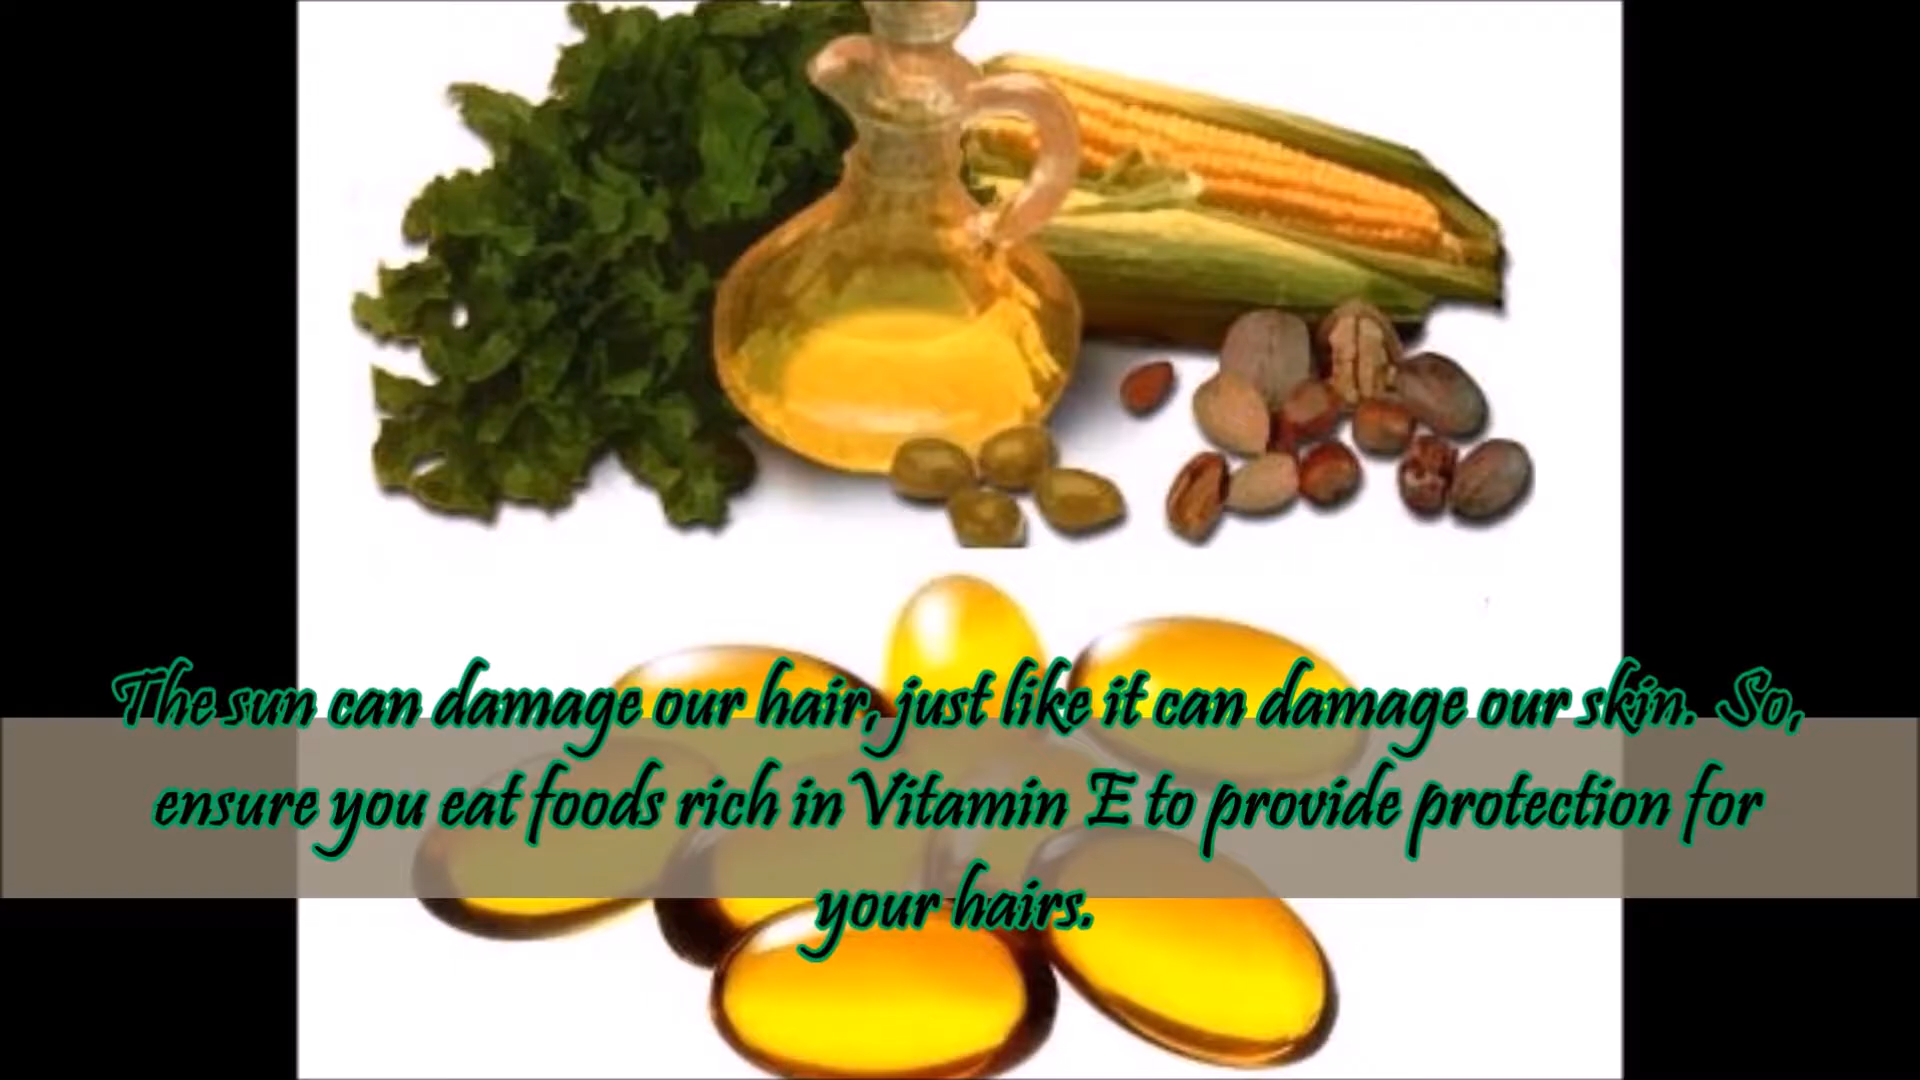 The sun can damage our hair, just like it can damage our skin. So,
ensure you eat foods rich in Vitamin E to provide protection for
your hairs.